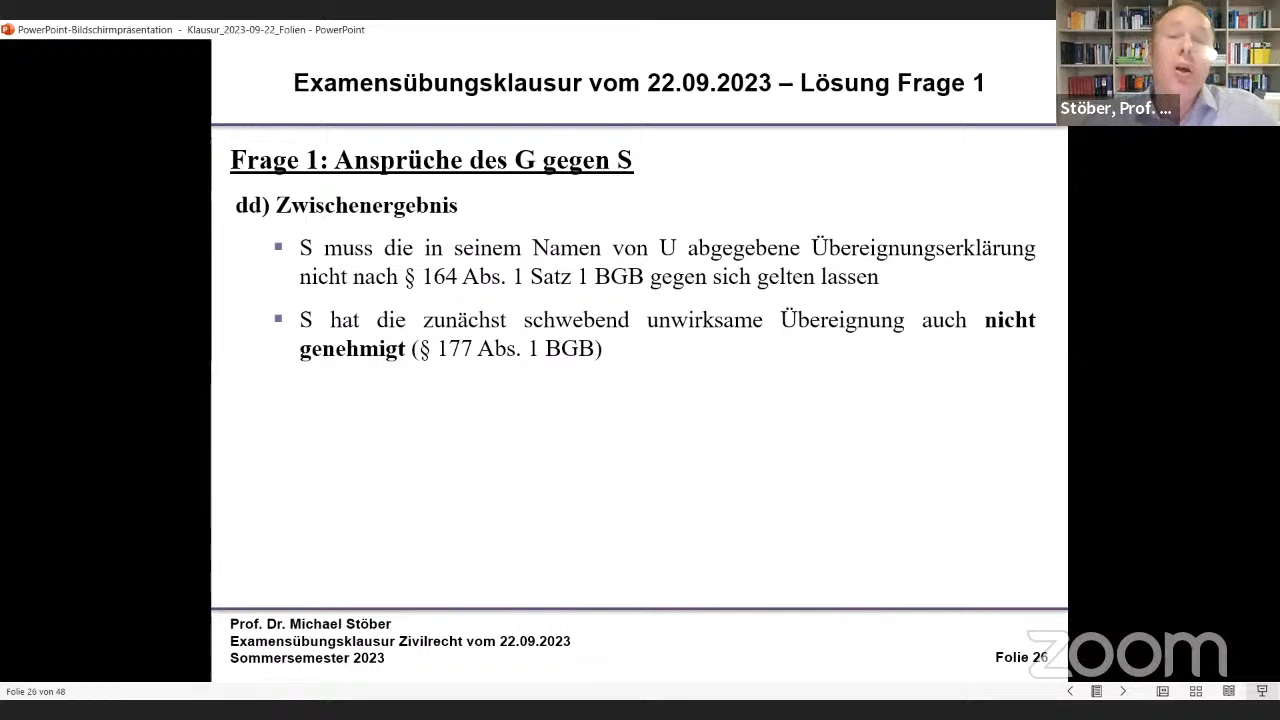 PowerPoint-Bildschirmpräsentation - Klausur_2023-09-22_Folien - PowerPoint
Examensübungsklausur vom 22.09.2023 – Lösung Frage 1
Stöber, Prof. ...
Frage 1: Ansprüche des G gegen S
dd) Zwischenergebnis
▪ S muss die in seinem Namen von U abgegebene Übereignungserklärung
nicht nach § 164 Abs. 1 Satz 1 BGB gegen sich gelten lassen
▪ S hat die zunächst schwebend unwirksame Übereignung auch nicht
genehmigt (§ 177 Abs. 1 BGB)
Prof. Dr. Michael Stöber
Examensübungsklausur Zivilrecht vom 22.09.2023
Sommersemester 2023
Folie 26
zoom
Folie 26 von 48